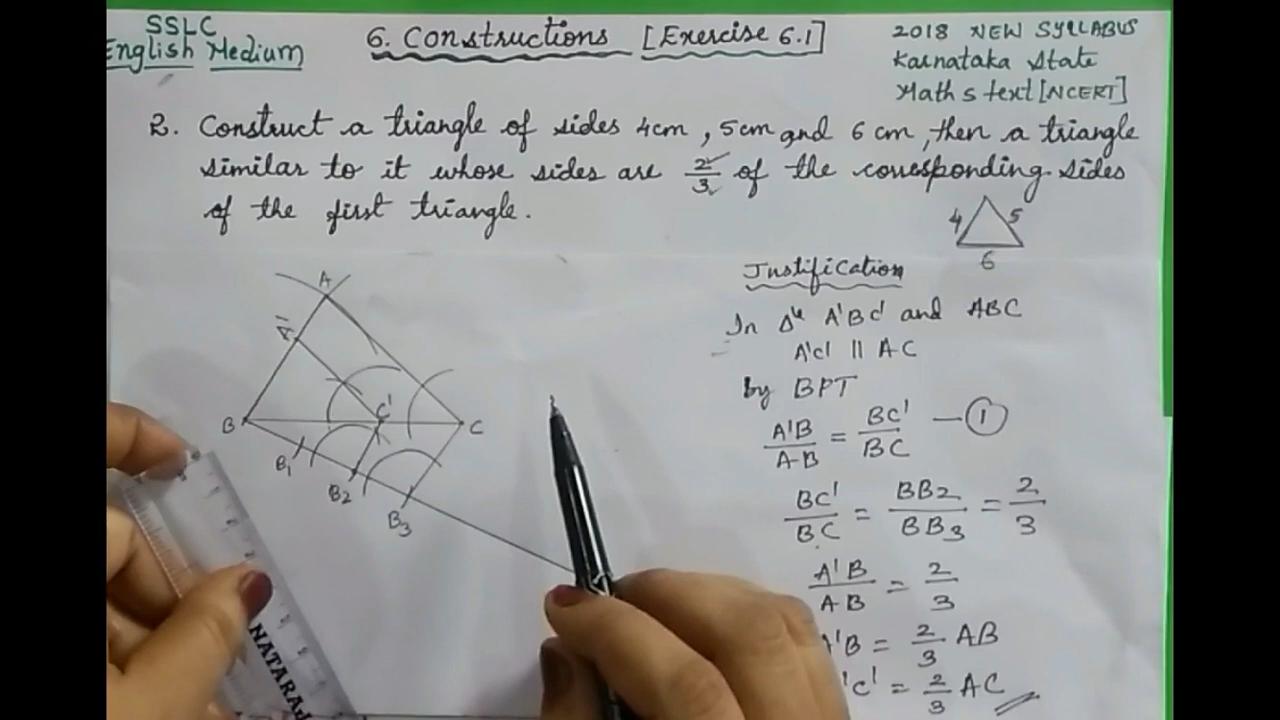 SSLC
English Medium
6. Constructions [Exercise 6.1]
2018 NEW SYLLABUS
Karnataka State
Maths text [NCERT]
2. Construct a triangle of sides 4cm, 5cm and 6cm, then a triangle
similar to it whose sides are 2/3 of the corresponding sides
of the first triangle.
4 5
6
A
A'
B C' C
B1
B2
B3
Justification
In Δle A'BC' and ABC
A'C' || AC
by BPT
A'B/AB = BC'/BC — 1
BC'/BC = BB2/BB3 = 2/3
A'B/AB = 2/3
'B = 2/3 AB
'C' = 2/3 AC
NATARAJ